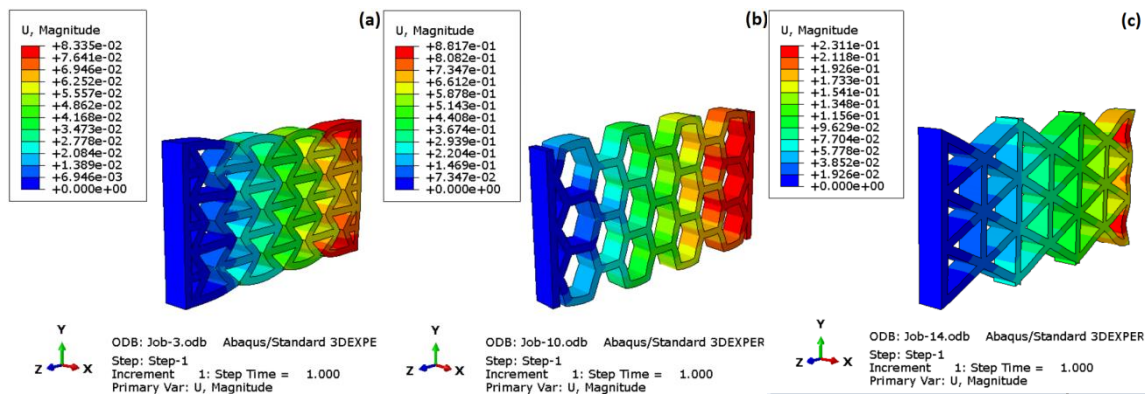 (a)
U, Magnitude
+8.335e-02
+7.641e-02
+6.946e-02
+6.252e-02
+5.557e-02
+4.862e-02
+4.168e-02
+3.473e-02
+2.778e-02
+2.084e-02
+1.389e-02
+6.946e-03
+0.000e+00
Y
Z
X
ODB: Job-3.odb Abaqus/Standard 3DEXPE
Step: Step-1
Increment 1: Step Time = 1.000
Primary Var: U, Magnitude
(b)
U, Magnitude
+8.817e-01
+8.082e-01
+7.347e-01
+6.612e-01
+5.878e-01
+5.143e-01
+4.408e-01
+3.674e-01
+2.939e-01
+2.204e-01
+1.469e-01
+7.347e-02
+0.000e+00
Y
Z
X
ODB: Job-10.odb Abaqus/Standard 3DEXPER
Step: Step-1
Increment 1: Step Time = 1.000
Primary Var: U, Magnitude
(c)
U, Magnitude
+2.311e-01
+2.118e-01
+1.926e-01
+1.733e-01
+1.541e-01
+1.348e-01
+1.156e-01
+9.629e-02
+7.704e-02
+5.778e-02
+3.852e-02
+1.926e-02
+0.000e+00
Y
Z
X
ODB: Job-14.odb Abaqus/Standard 3DEXPER
Step: Step-1
Increment 1: Step Time = 1.000
Primary Var: U, Magnitude